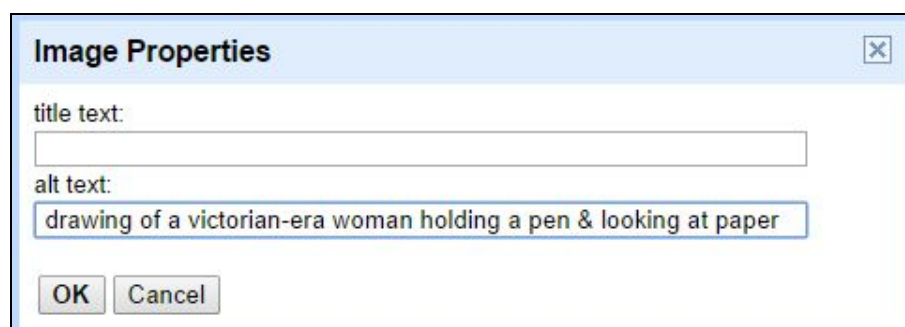 Image Properties
title text:
alt text:
drawing of a victorian-era woman holding a pen & looking at paper
OK Cancel